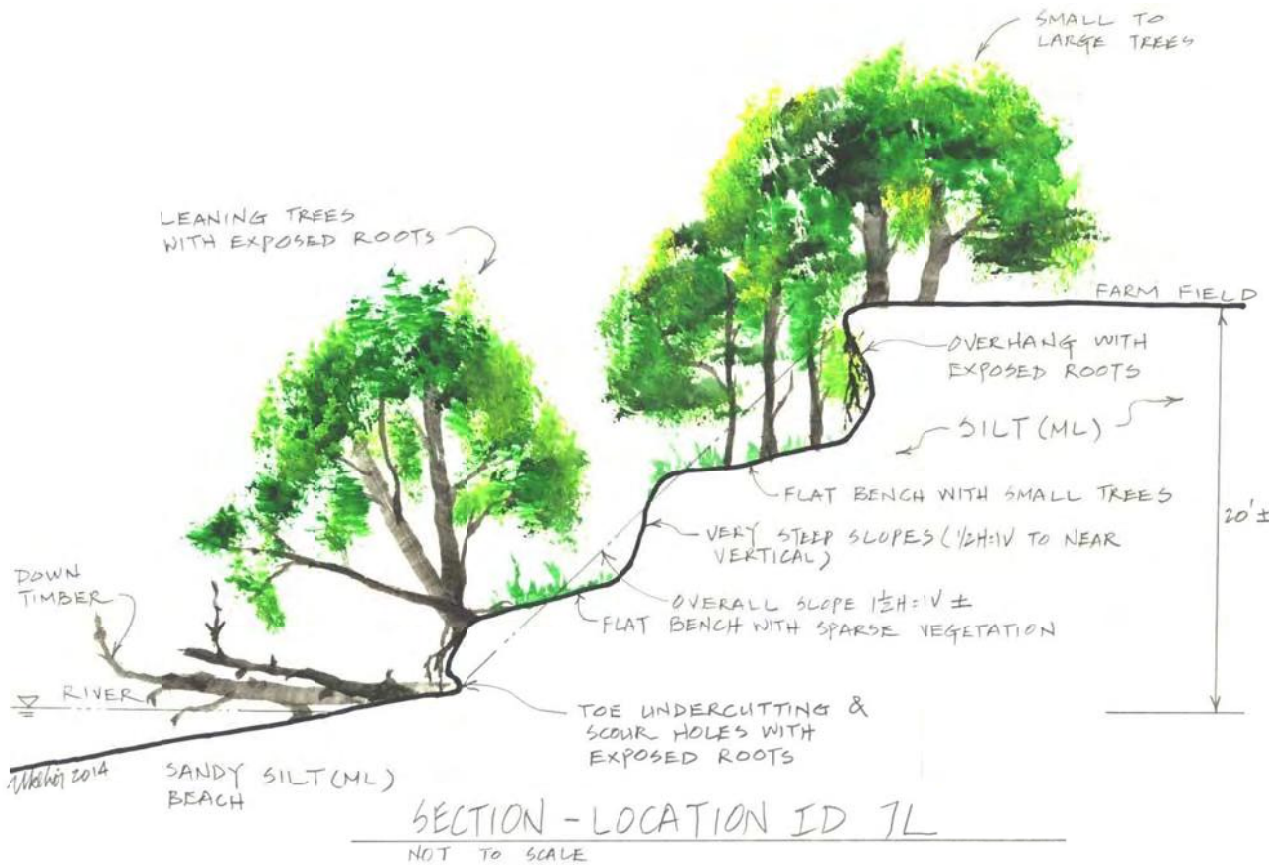 SMALL TO
LARGE TREES
LEANING TREES
WITH EXPOSED ROOTS
FARM FIELD
OVERHANG WITH
EXPOSED ROOTS
SILT (ML)
FLAT BENCH WITH SMALL TREES
20' ±
VERY STEEP SLOPES (1/2H:1V TO NEAR
VERTICAL)
DOWN
TIMBER
OVERALL SLOPE 1½H:1V ±
FLAT BENCH WITH SPARSE VEGETATION
RIVER
TOE UNDERCUTTING &
SCOUR HOLES WITH
EXPOSED ROOTS
2014
SANDY SILT (ML)
BEACH
SECTION - LOCATION ID 7L
NOT TO SCALE